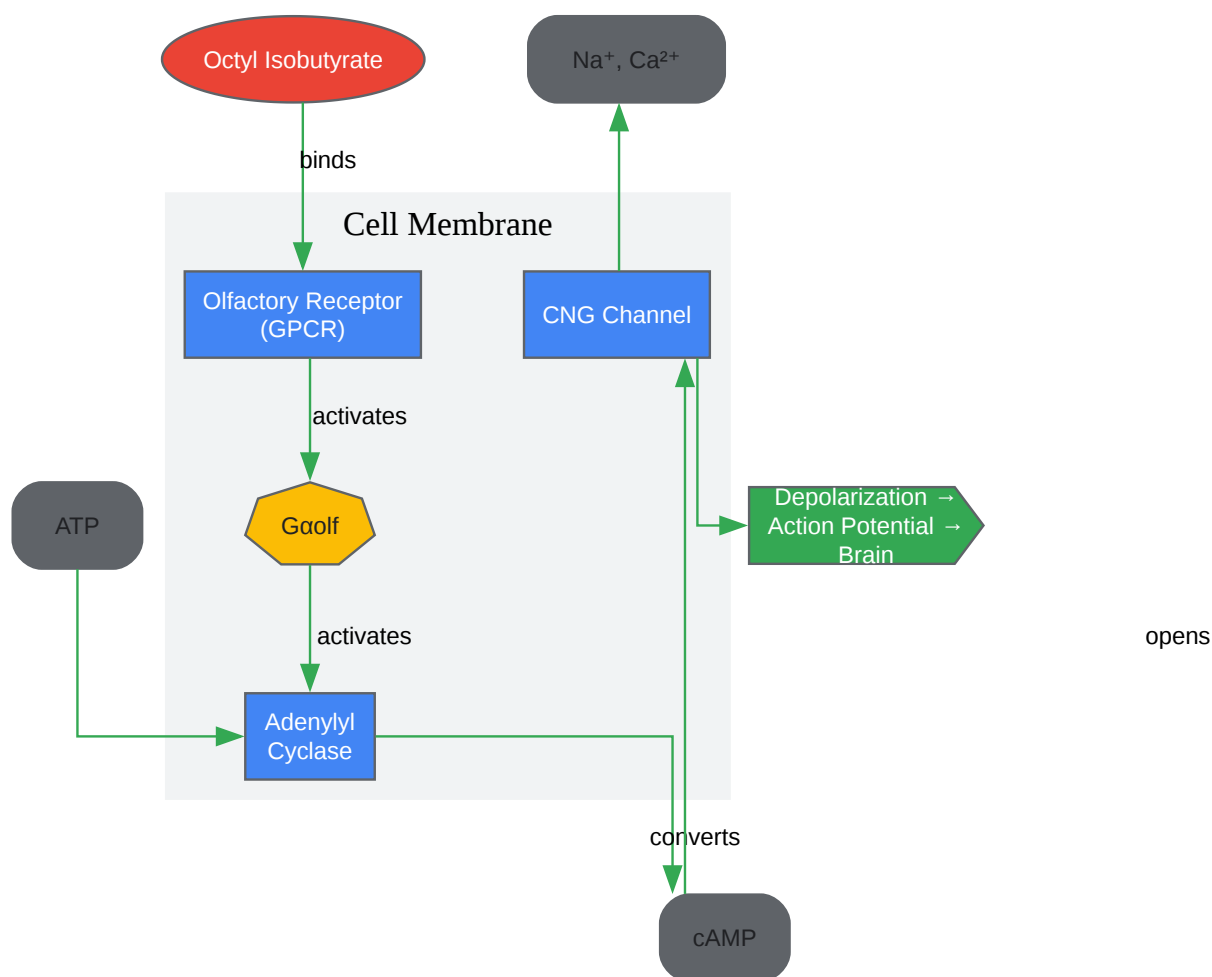 Octyl Isobutyrate
Na⁺, Ca²⁺
binds
Cell Membrane
Olfactory Receptor
(GPCR)
CNG Channel
activates
ATP
Gαolf
Depolarization →
Action Potential →
Brain
activates
opens
Adenylyl
Cyclase
converts
cAMP